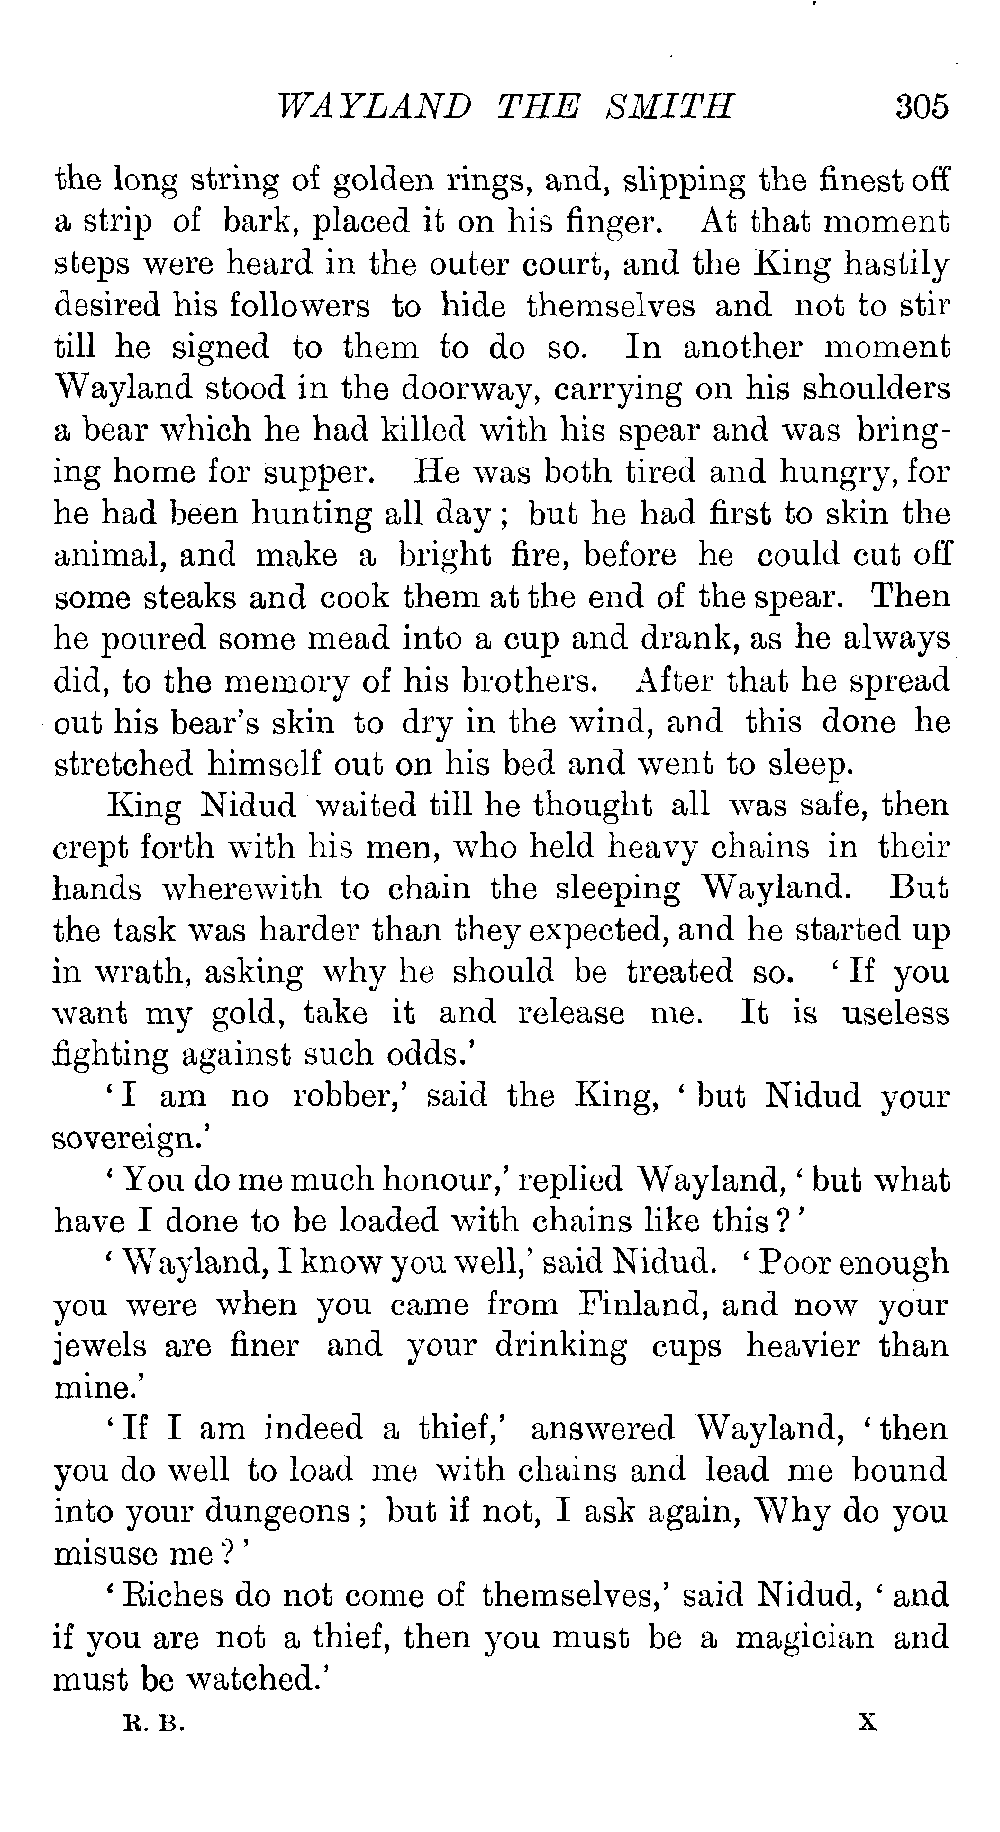 WAYLAND THE SMITH 305
the long string of golden rings, and, slipping the finest off
a strip of bark, placed it on his finger. At that moment
steps were heard in the outer court, and the King hastily
desired his followers to hide themselves and not to stir
till he signed to them to do so. In another moment
Wayland stood in the doorway, carrying on his shoulders
a bear which he had killed with his spear and was bring-
ing home for supper. He was both tired and hungry, for
he had been hunting all day; but he had first to skin the
animal, and make a bright fire, before he could cut off
some steaks and cook them at the end of the spear. Then
he poured some mead into a cup and drank, as he always
did, to the memory of his brothers. After that he spread
out his bear's skin to dry in the wind, and this done he
stretched himself out on his bed and went to sleep.
King Nidud waited till he thought all was safe, then
crept forth with his men, who held heavy chains in their
hands wherewith to chain the sleeping Wayland. But
the task was harder than they expected, and he started up
in wrath, asking why he should be treated so. ‘If you
want my gold, take it and release me. It is useless
fighting against such odds.’
‘I am no robber,’ said the King, ‘but Nidud your
sovereign.’
‘You do me much honour,’ replied Wayland, ‘but what
have I done to be loaded with chains like this?’
‘Wayland, I know you well,’ said Nidud. ‘Poor enough
you were when you came from Finland, and now your
jewels are finer and your drinking cups heavier than
mine.’
‘If I am indeed a thief,’ answered Wayland, ‘then
you do well to load me with chains and lead me bound
into your dungeons; but if not, I ask again, Why do you
misuse me?’
‘Riches do not come of themselves,’ said Nidud, ‘and
if you are not a thief, then you must be a magician and
must be watched.’
R. B. X